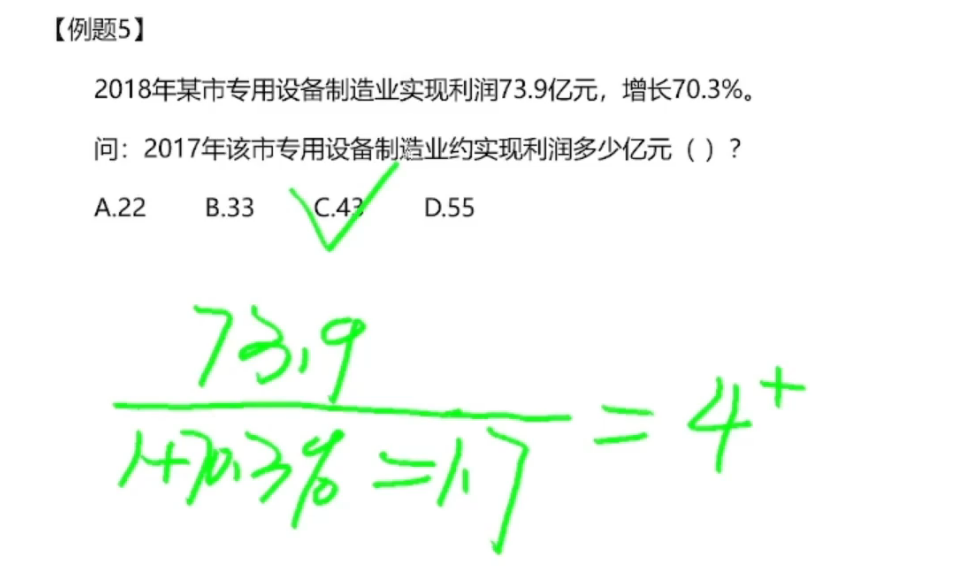 【例题5】
2018年某市专用设备制造业实现利润73.9亿元，增长70.3%。
问：2017年该市专用设备制造业约实现利润多少亿元（ ）？
A.22 B.33 C.43 D.55
73.9
= 4+
1+70.3% = 1.7